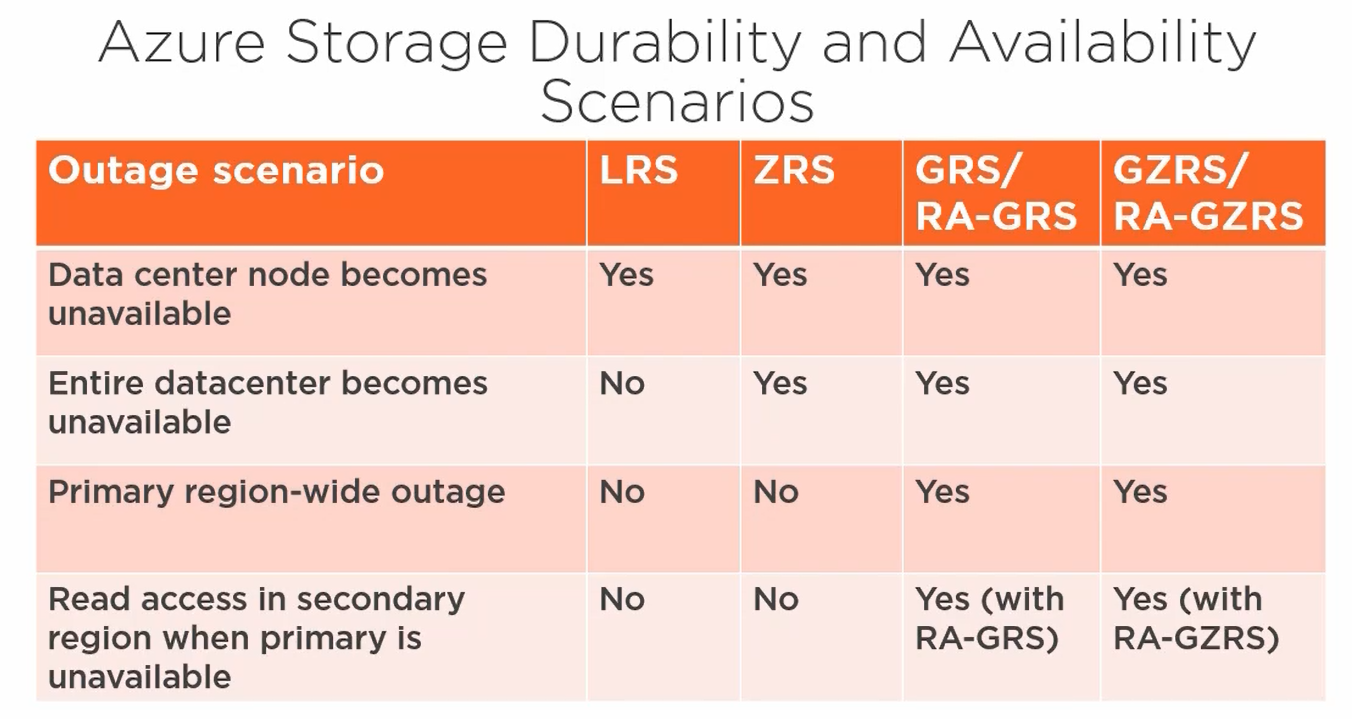 Azure Storage Durability and Availability
Scenarios
Outage scenario
LRS
ZRS
GRS/
RA-GRS
GZRS/
RA-GZRS
Data center node becomes
unavailable
Yes
Yes
Yes
Yes
Entire datacenter becomes
unavailable
No
Yes
Yes
Yes
Primary region-wide outage
No
No
Yes
Yes
Read access in secondary
region when primary is
unavailable
No
No
Yes (with
RA-GRS)
Yes (with
RA-GZRS)